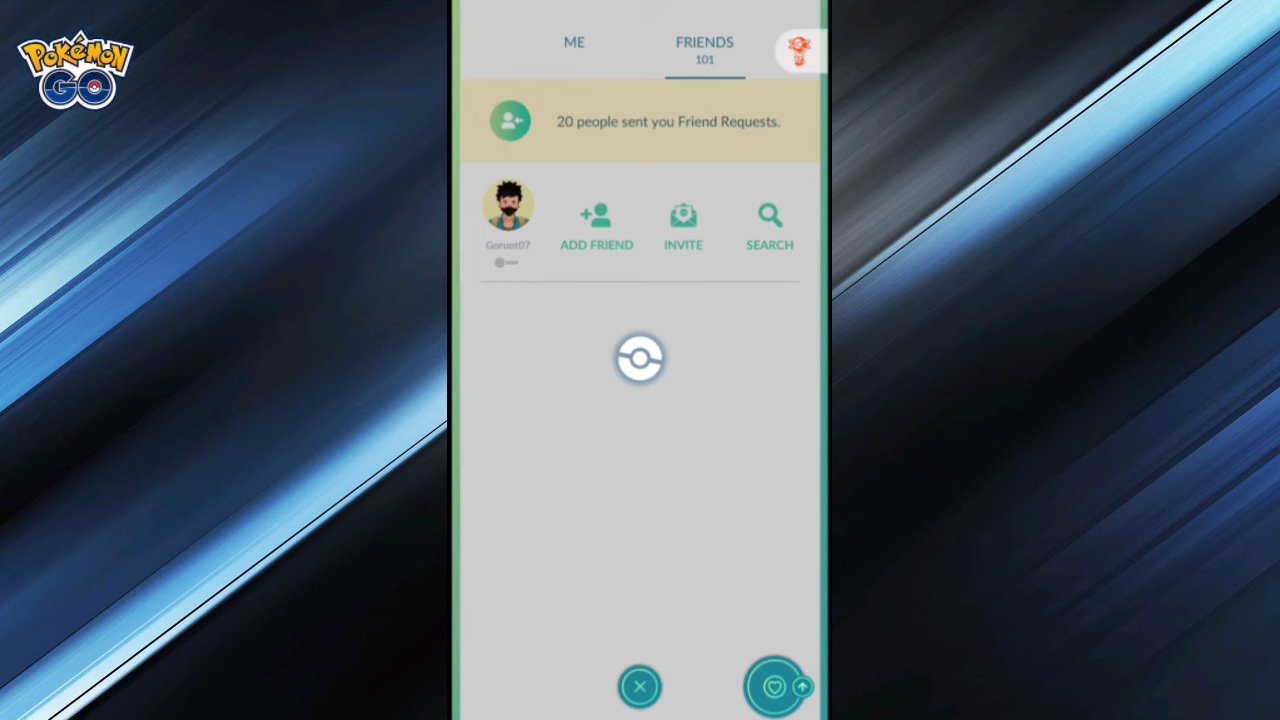 POKéMON
GO
ME
FRIENDS
101
20 people sent you Friend Requests.
Goruot07
ADD FRIEND
INVITE
SEARCH